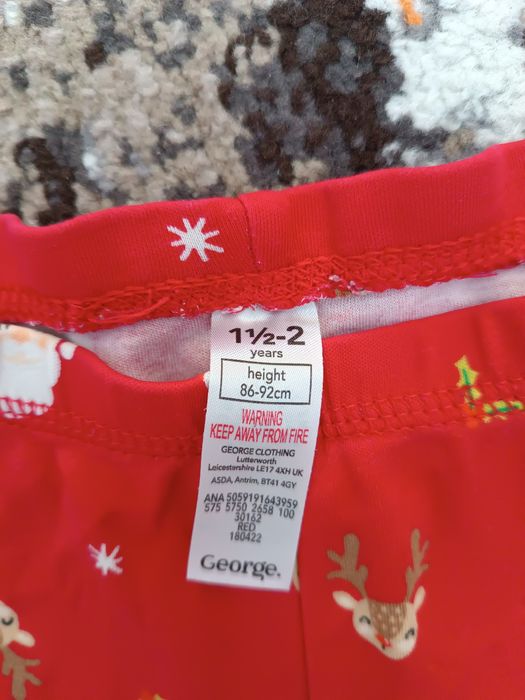 1½-2
years
height
86-92cm
WARNING
KEEP AWAY FROM FIRE
GEORGE CLOTHING
Lutterworth
Leicestershire LE17 4XH UK
ASDA, Antrim, BT41 4GY
ANA 5059191643959
575 5750 2658 100
30162
RED
180422
George.